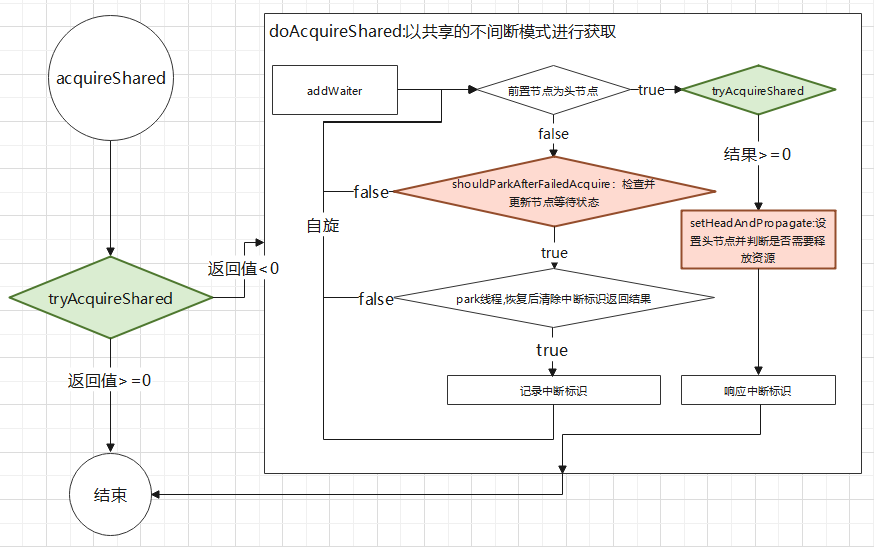 acquireShared
tryAcquireShared
返回值<0
返回值>=0
结束
doAcquireShared:以共享的不间断模式进行获取
addWaiter
前置节点为头节点
true
tryAcquireShared
false
结果>=0
shouldParkAfterFailedAcquire：检查并
更新节点等待状态
false
setHeadAndPropagate:设
置头节点并判断是否需要释
放资源
自旋
true
park线程,恢复后清除中断标识返回结果
false
true
记录中断标识
响应中断标识